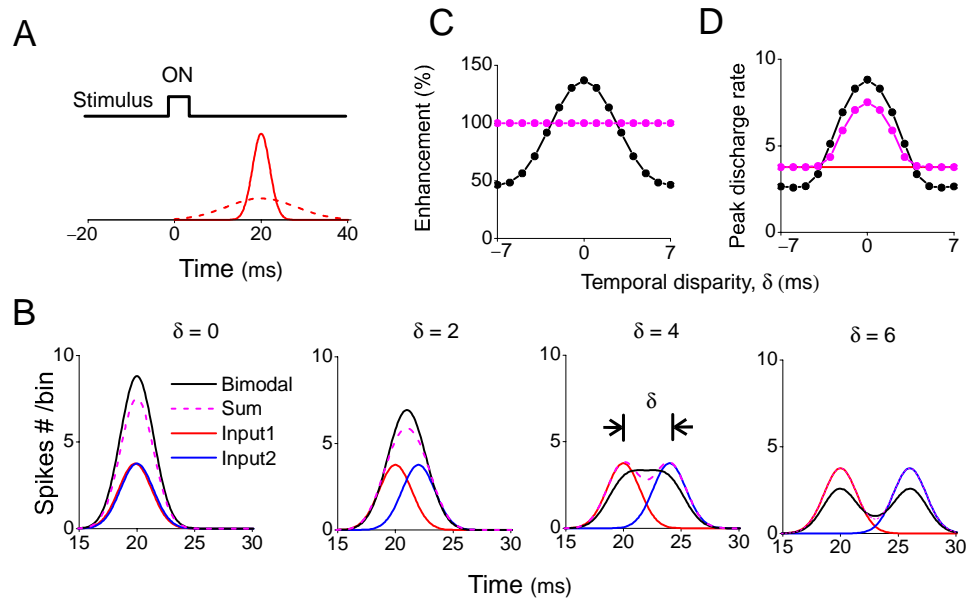 A
ON
Stimulus
−20 0 20 40
Time (ms)
C
Enhancement (%)
150
100
50
0
−7 0 7
D
Peak discharge rate
10
5
0
−7 0 7
Temporal disparity, δ (ms)
B
δ = 0
δ = 2
δ = 4
δ = 6
Spikes # /bin
10
5
0
15 20 25 30
Bimodal
Sum
Input1
Input2
10
5
0
15 20 25 30
δ
10
5
0
15 20 25 30
10
5
0
15 20 25 30
Time (ms)